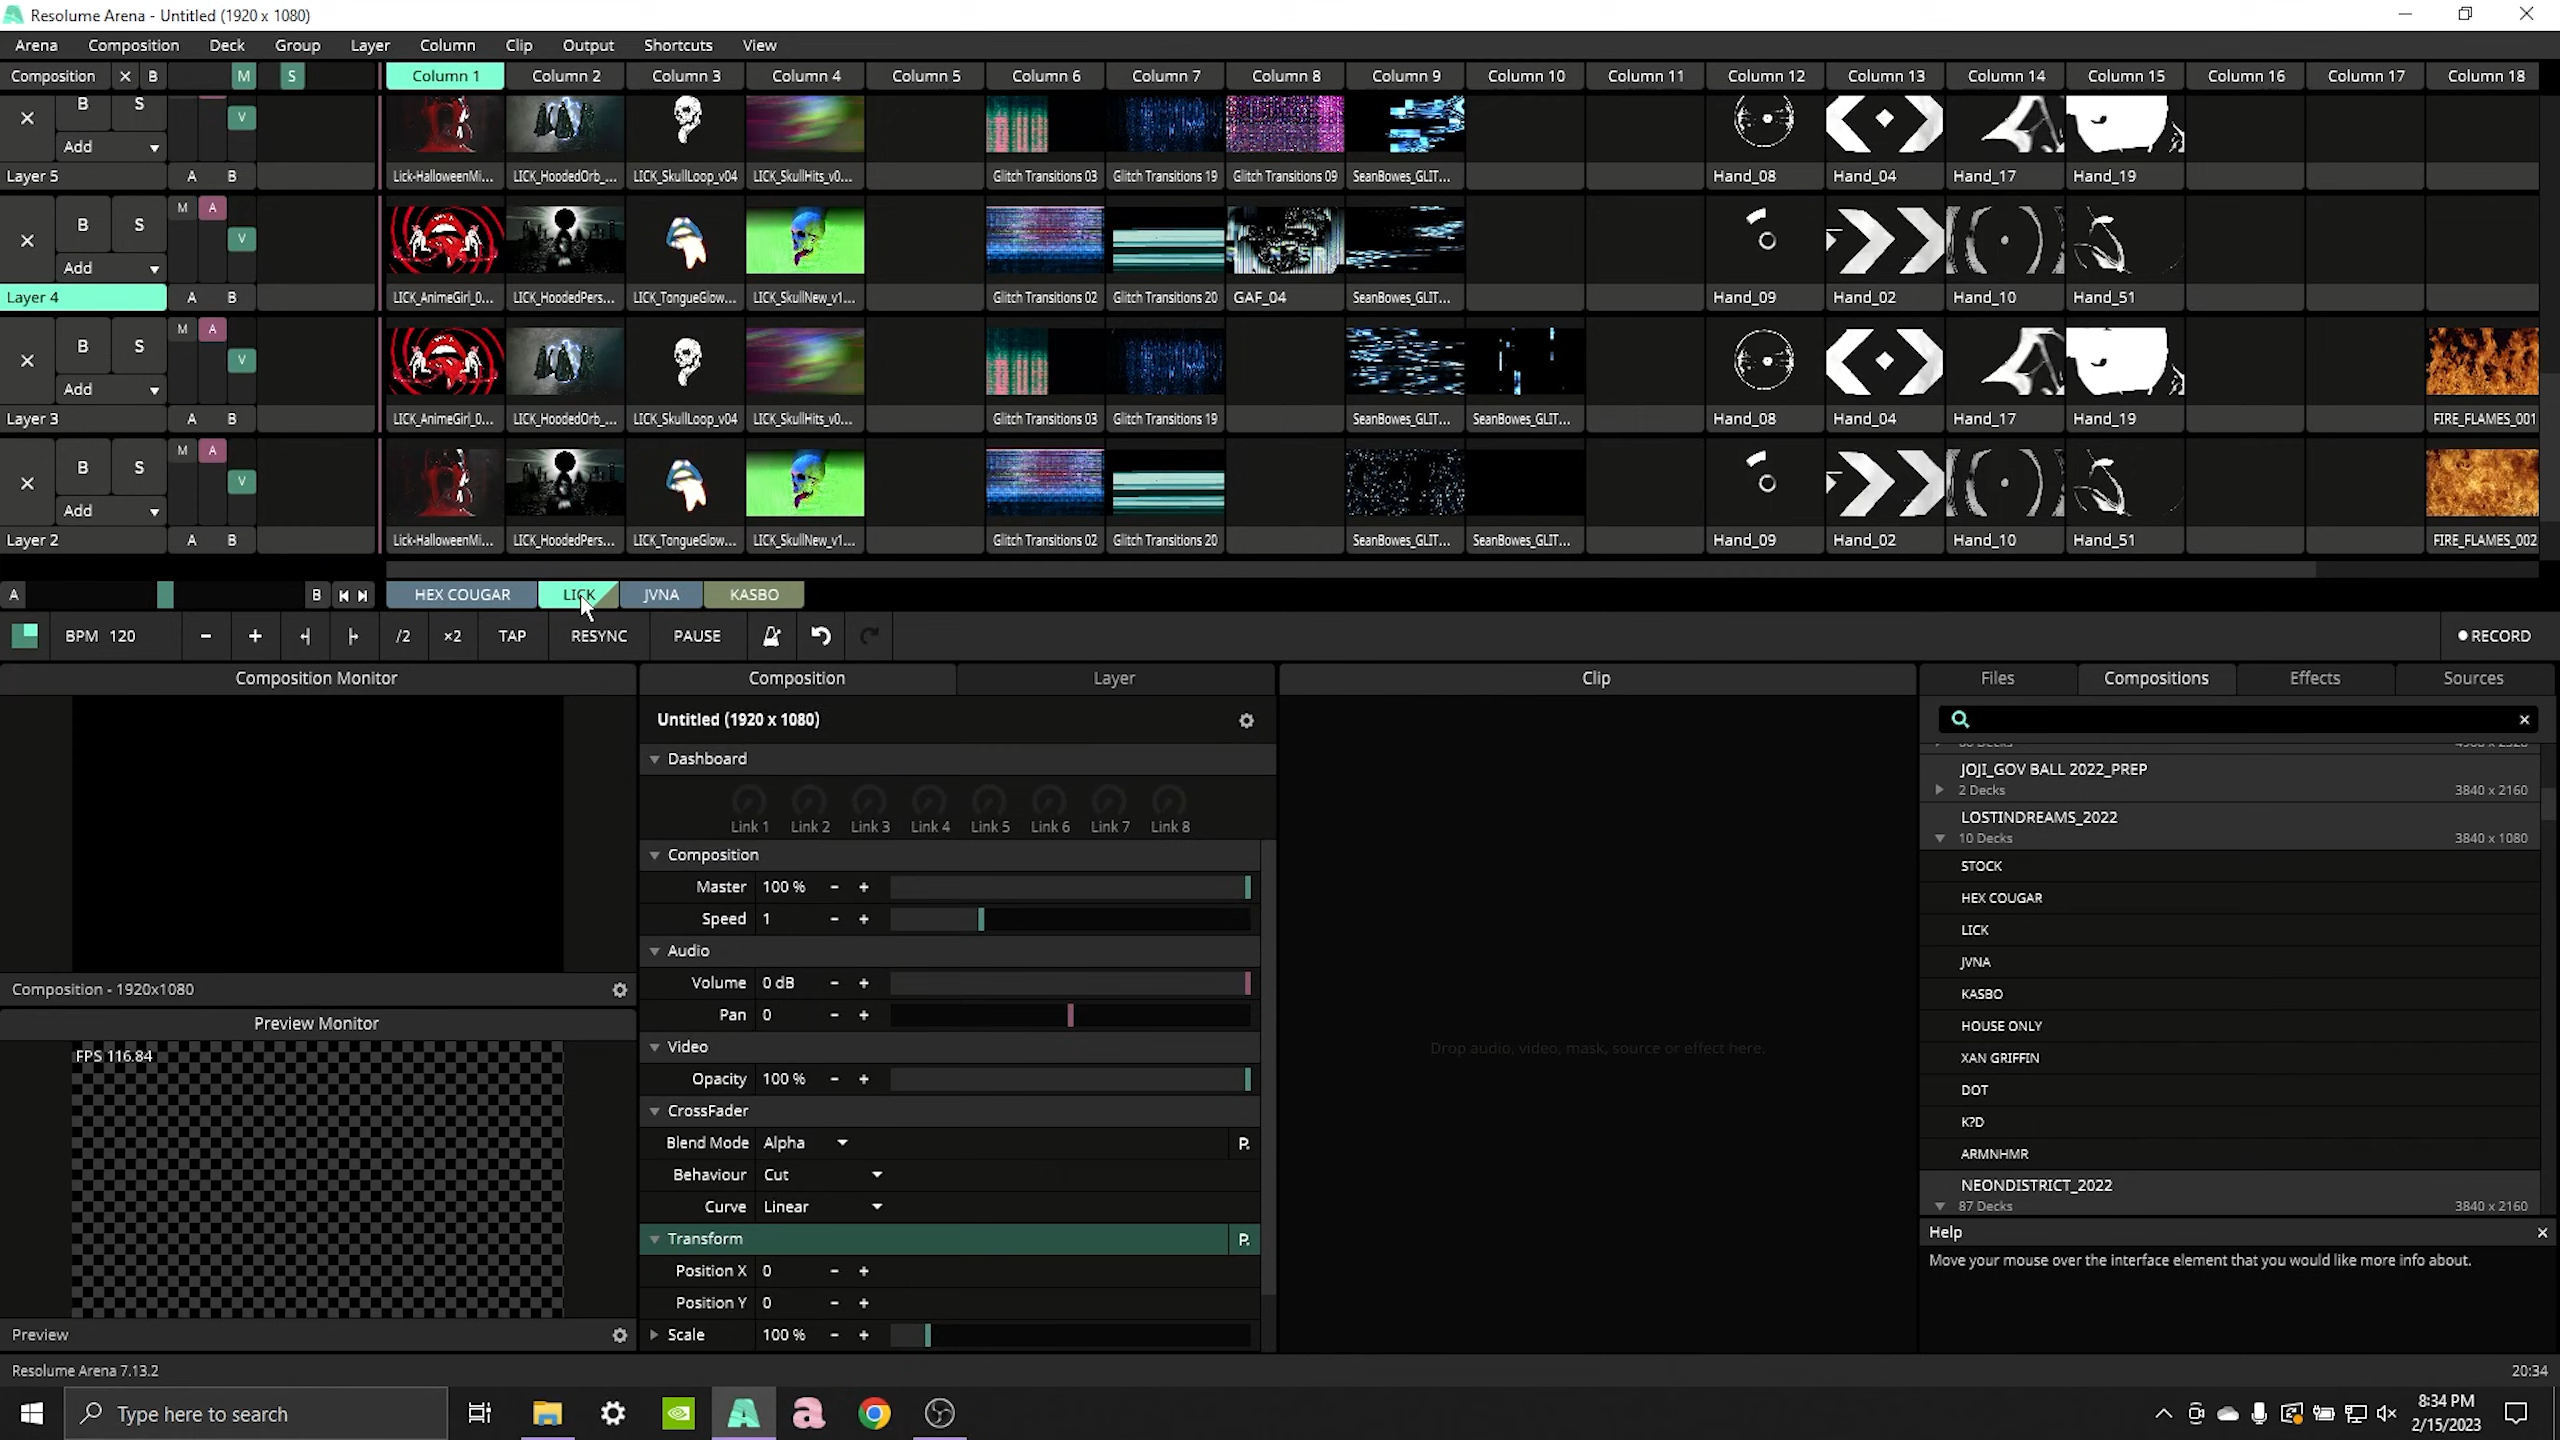 Resolume Arena - Untitled (1920 x 1080)
Arena Composition Deck Group Layer Column Clip Output Shortcuts View
Composition B M S Column 1 Column 2 Column 3 Column 4 Column 5 Column 6 Column 7 Column 8 Column 9 Column 10 Column 11 Column 12 Column 13 Column 14 Column 15 Column 16 Column 17 Column 18
B S V
Add
Layer 5 A B Lick-HalloweenMi... LICK_HoodedOrb_... LICK_SkullLoop_v04 LICK_SkullHits_v0... Glitch Transitions 03 Glitch Transitions 19 Glitch Transitions 09 SeanBowes_GLIT... Hand_08 Hand_04 Hand_17 Hand_19
M A
B S V
Add
Layer 4 A B LICK_AnimeGirl_0... LICK_HoodedPers... LICK_TongueGlow... LICK_SkullNew_v1... Glitch Transitions 02 Glitch Transitions 20 GAF_04 SeanBowes_GLIT... Hand_09 Hand_02 Hand_10 Hand_51
M A
B S V
Add
Layer 3 A B LICK_AnimeGirl_0... LICK_HoodedOrb_... LICK_SkullLoop_v04 LICK_SkullHits_v0... Glitch Transitions 03 Glitch Transitions 19 SeanBowes_GLIT... SeanBowes_GLIT... Hand_08 Hand_04 Hand_17 Hand_19 FIRE_FLAMES_001
M A
B S V
Add
Layer 2 A B Lick-HalloweenMi... LICK_HoodedPers... LICK_TongueGlow... LICK_SkullNew_v1... Glitch Transitions 02 Glitch Transitions 20 SeanBowes_GLIT... SeanBowes_GLIT... Hand_09 Hand_02 Hand_10 Hand_51 FIRE_FLAMES_002
A B HEX COUGAR LICK JVNA KASBO
BPM 120 - + /2 ×2 TAP RESYNC PAUSE RECORD
Composition Monitor
Composition - 1920x1080
Preview Monitor
FPS 116.84
Preview
Composition Layer
Untitled (1920 x 1080)
Dashboard
Link 1 Link 2 Link 3 Link 4 Link 5 Link 6 Link 7 Link 8
Composition
Master 100 % - +
Speed 1 - +
Audio
Volume 0 dB - +
Pan 0 - +
Video
Opacity 100 % - +
CrossFader
Blend Mode Alpha P.
Behaviour Cut
Curve Linear
Transform P.
Position X 0 - +
Position Y 0 - +
Scale 100 % - +
Clip
Drop audio, video, mask, source or effect here.
Files Compositions Effects Sources
JOJI_GOV BALL 2022_PREP
2 Decks 3840 x 2160
LOSTINDREAMS_2022
10 Decks 3840 x 1080
STOCK
HEX COUGAR
LICK
JVNA
KASBO
HOUSE ONLY
XAN GRIFFIN
DOT
K?D
ARMNHMR
NEONDISTRICT_2022
87 Decks 3840 x 2160
Help
Move your mouse over the interface element that you would like more info about.
Resolume Arena 7.13.2 20:34
Type here to search
8:34 PM
2/15/2023